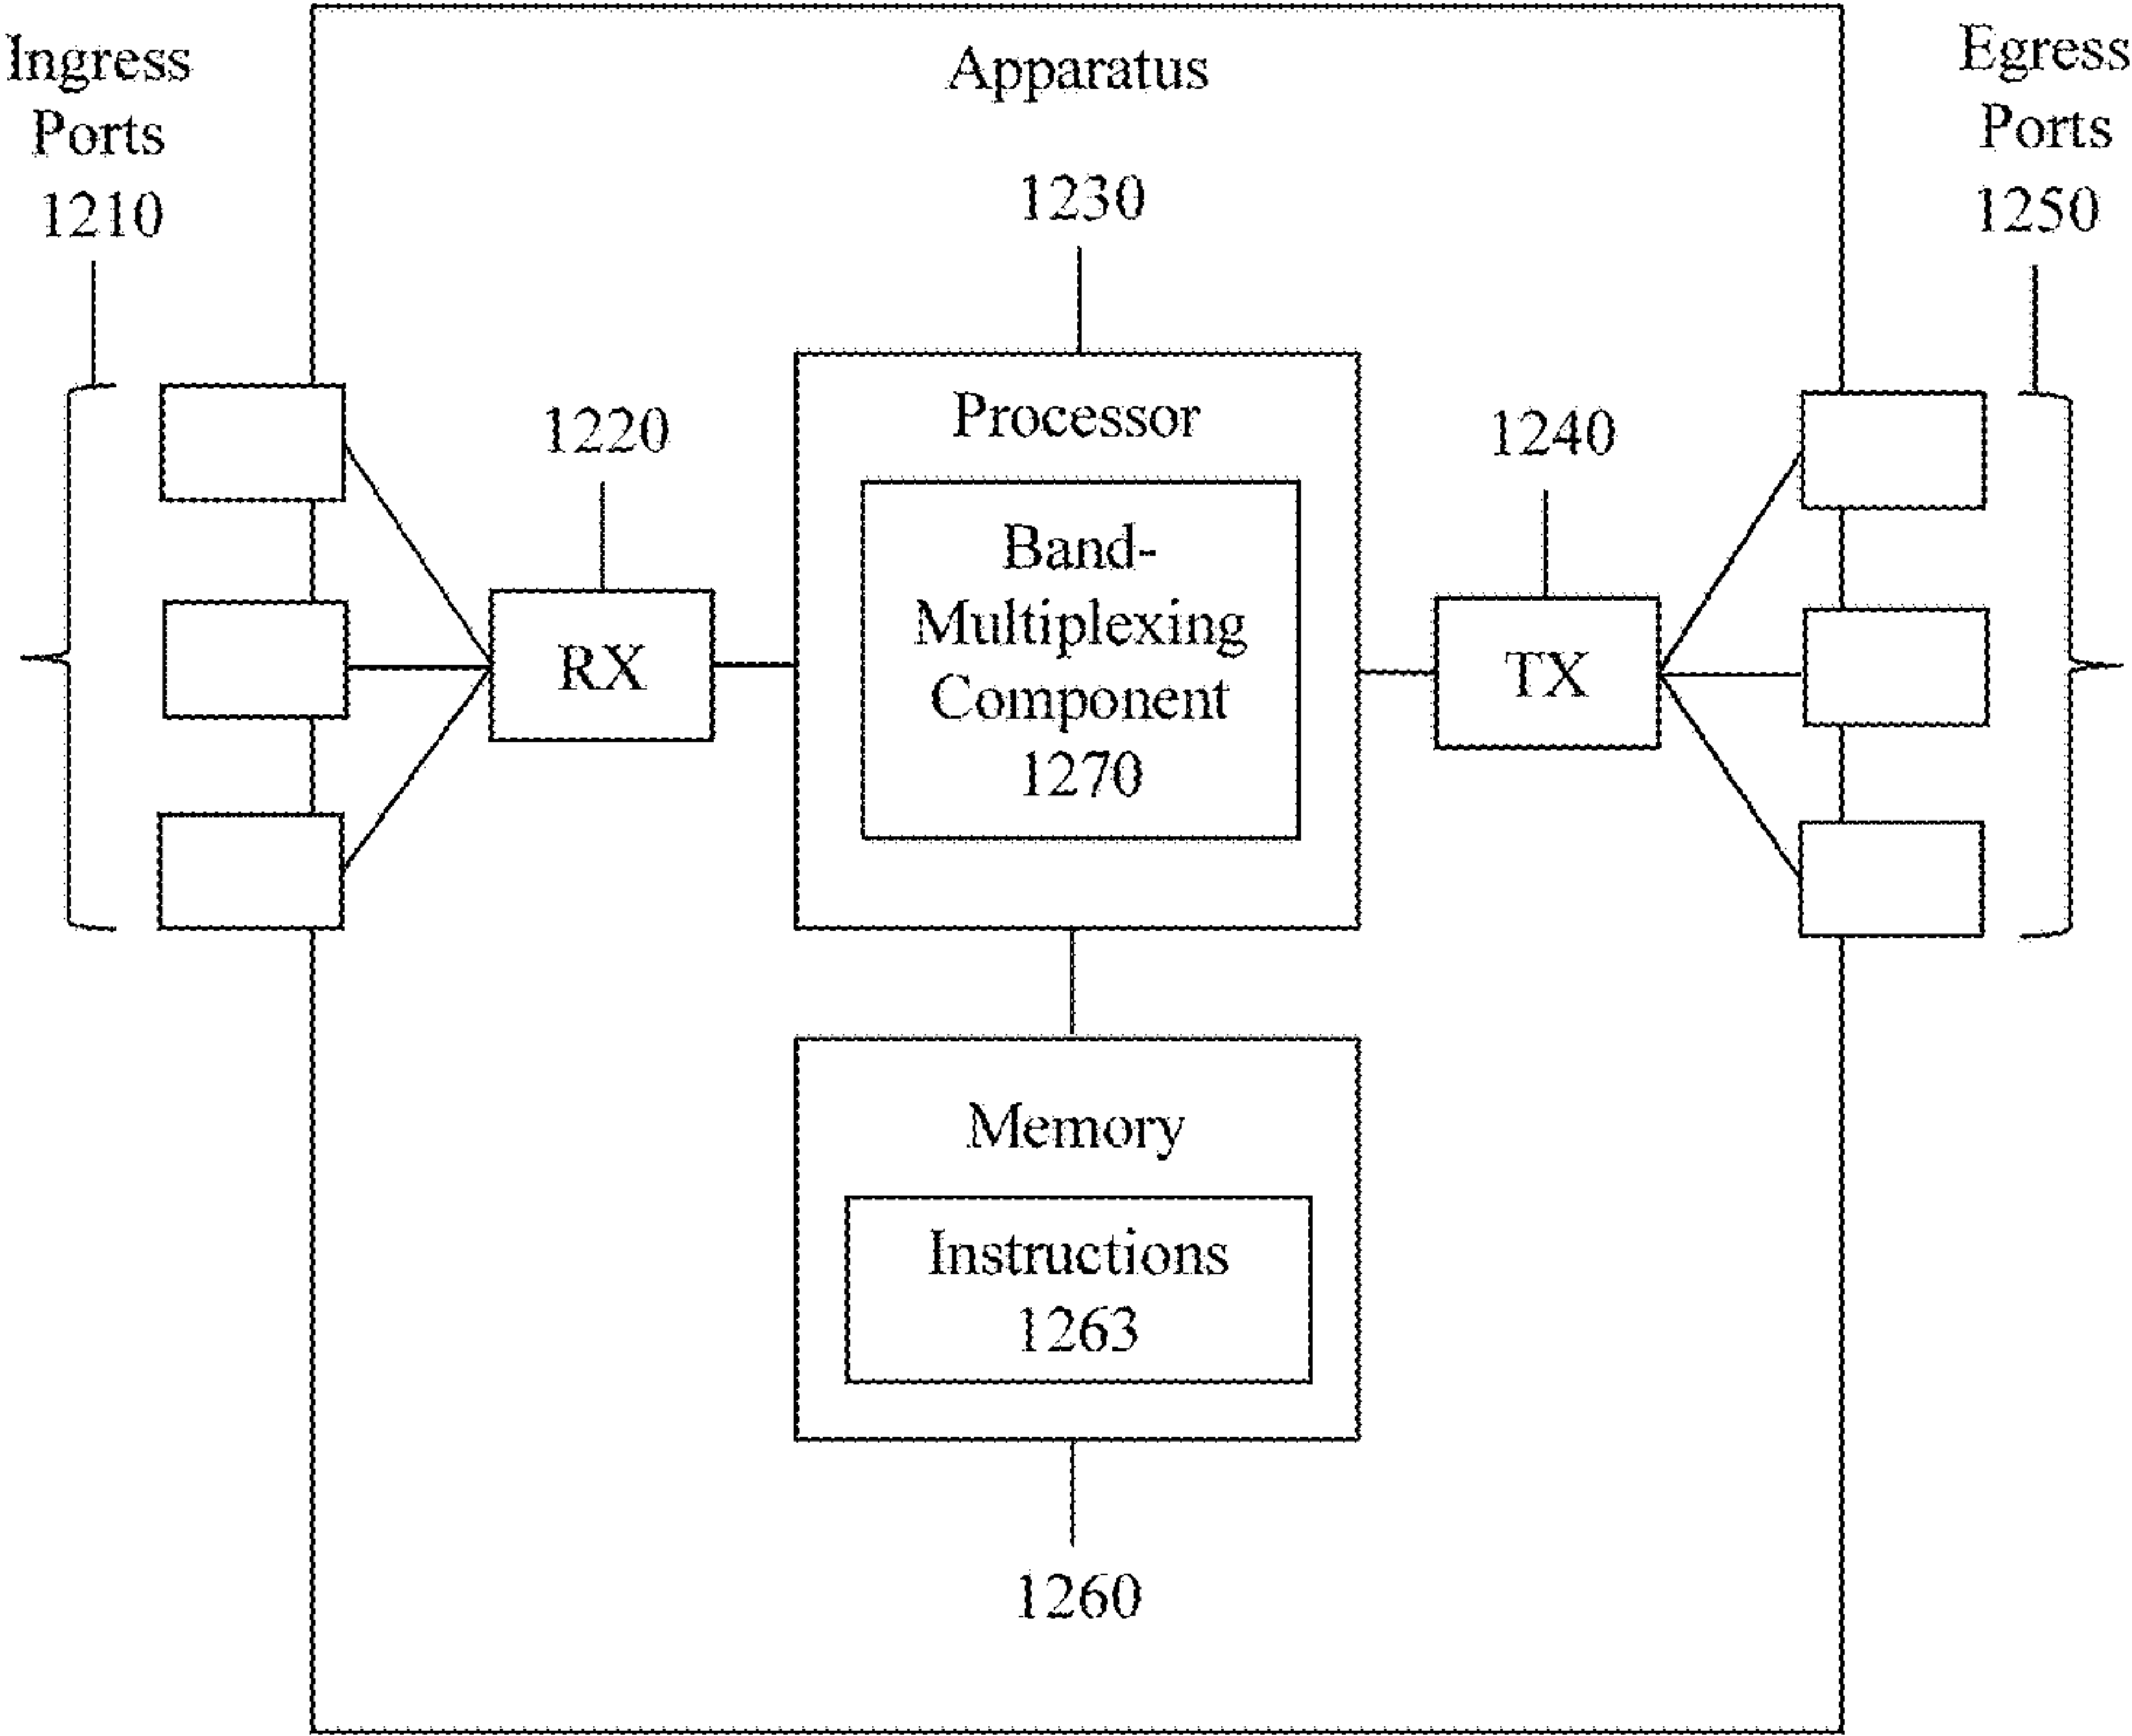 Ingress
Ports
1210
Apparatus
1230
Egress
Ports
1250
1220
Processor
1240
Band-
Multiplexing
Component
1270
RX
TX
Memory
Instructions
1263
1260